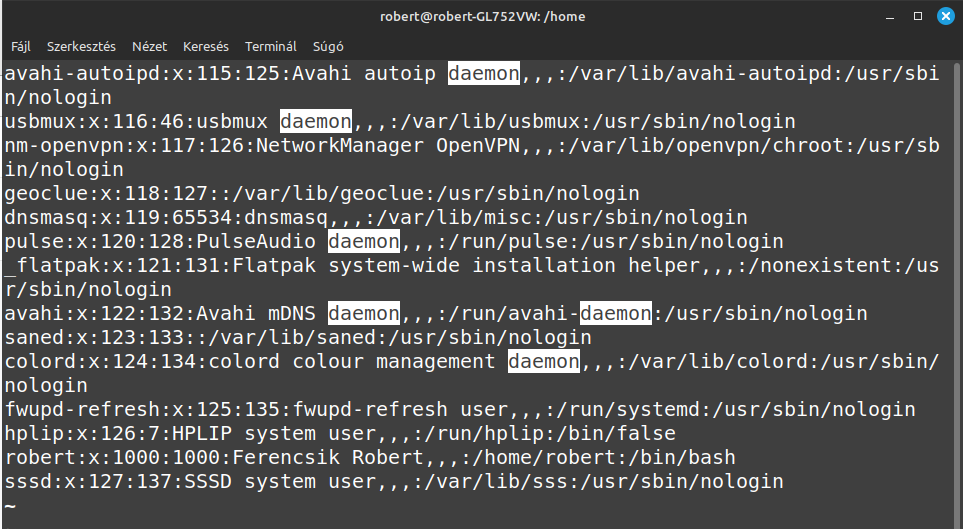 robert@robert-GL752VW: /home
Fájl Szerkesztés Nézet Keresés Terminál Súgó
avahi-autoipd:x:115:125:Avahi autoip daemon,,,:/var/lib/avahi-autoipd:/usr/sbi
n/nologin
usbmux:x:116:46:usbmux daemon,,,:/var/lib/usbmux:/usr/sbin/nologin
nm-openvpn:x:117:126:NetworkManager OpenVPN,,,:/var/lib/openvpn/chroot:/usr/sb
in/nologin
geoclue:x:118:127::/var/lib/geoclue:/usr/sbin/nologin
dnsmasq:x:119:65534:dnsmasq,,,:/var/lib/misc:/usr/sbin/nologin
pulse:x:120:128:PulseAudio daemon,,,:/run/pulse:/usr/sbin/nologin
_flatpak:x:121:131:Flatpak system-wide installation helper,,,:/nonexistent:/us
r/sbin/nologin
avahi:x:122:132:Avahi mDNS daemon,,,:/run/avahi-daemon:/usr/sbin/nologin
saned:x:123:133::/var/lib/saned:/usr/sbin/nologin
colord:x:124:134:colord colour management daemon,,,:/var/lib/colord:/usr/sbin/
nologin
fwupd-refresh:x:125:135:fwupd-refresh user,,,:/run/systemd:/usr/sbin/nologin
hplip:x:126:7:HPLIP system user,,,:/run/hplip:/bin/false
robert:x:1000:1000:Ferencsik Robert,,,:/home/robert:/bin/bash
sssd:x:127:137:SSSD system user,,,:/var/lib/sss:/usr/sbin/nologin
~